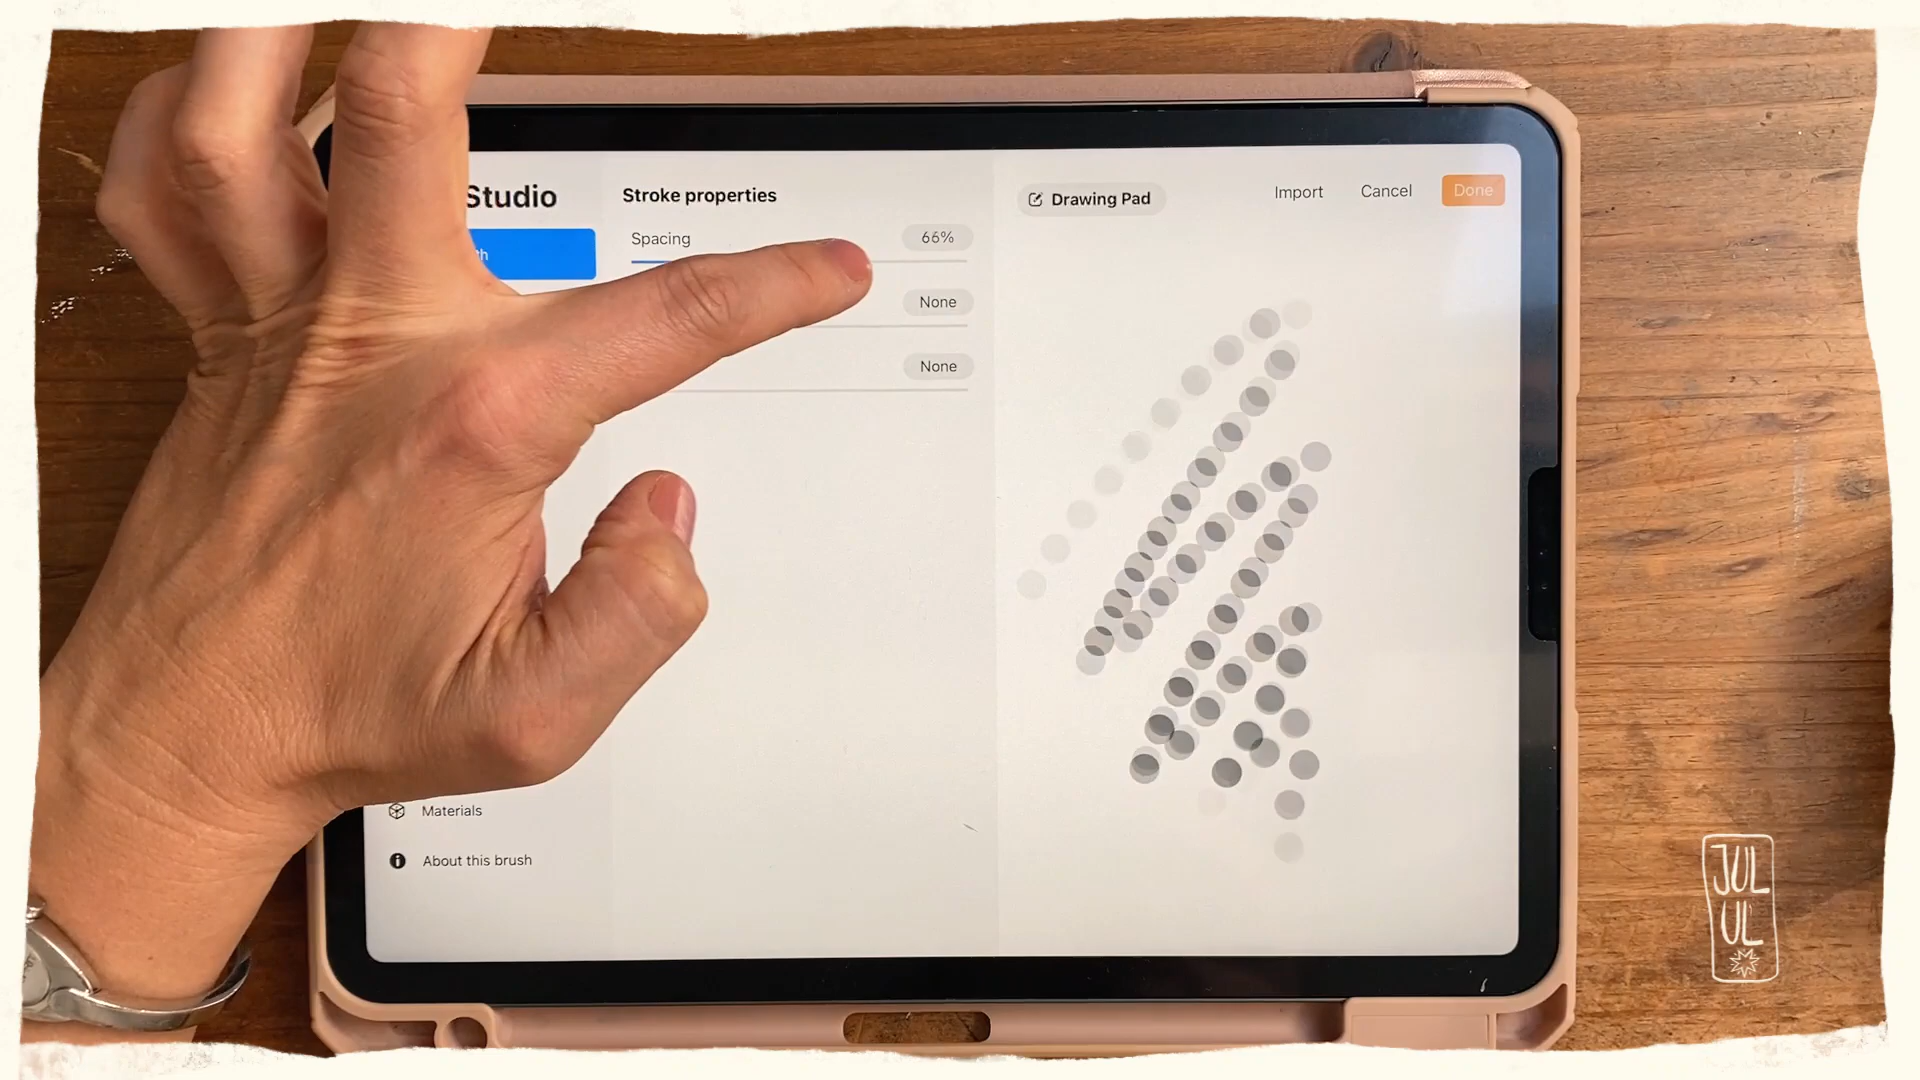 Studio
Stroke properties
Drawing Pad
Import
Cancel
Done
Spacing
66%
None
None
Materials
About this brush
JUL
UL